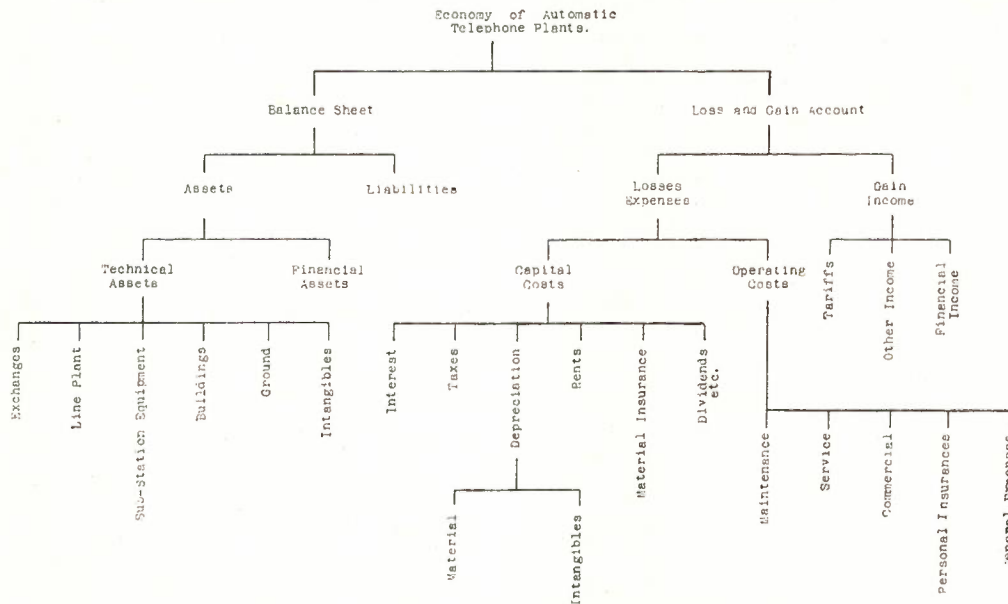 Economy of Automatic
Telephone Plants.
Balance Sheet
Loss and Gain Account
Assets
Liabilities
Losses
Expenses
Gain
Income
Technical
Assets
Financial
Assets
Capital
Costs
Operating
Costs
Tariffs
Other Income
Financial
Income
Exchanges
Line Plant
Sub-Station Equipment
Buildings
Ground
Intangibles
Interest
Taxes
Depreciation
Rents
Material Insurance
Dividends
etc.
Maintenance
Service
Commercial
Personal Insurances
Material
Intangibles